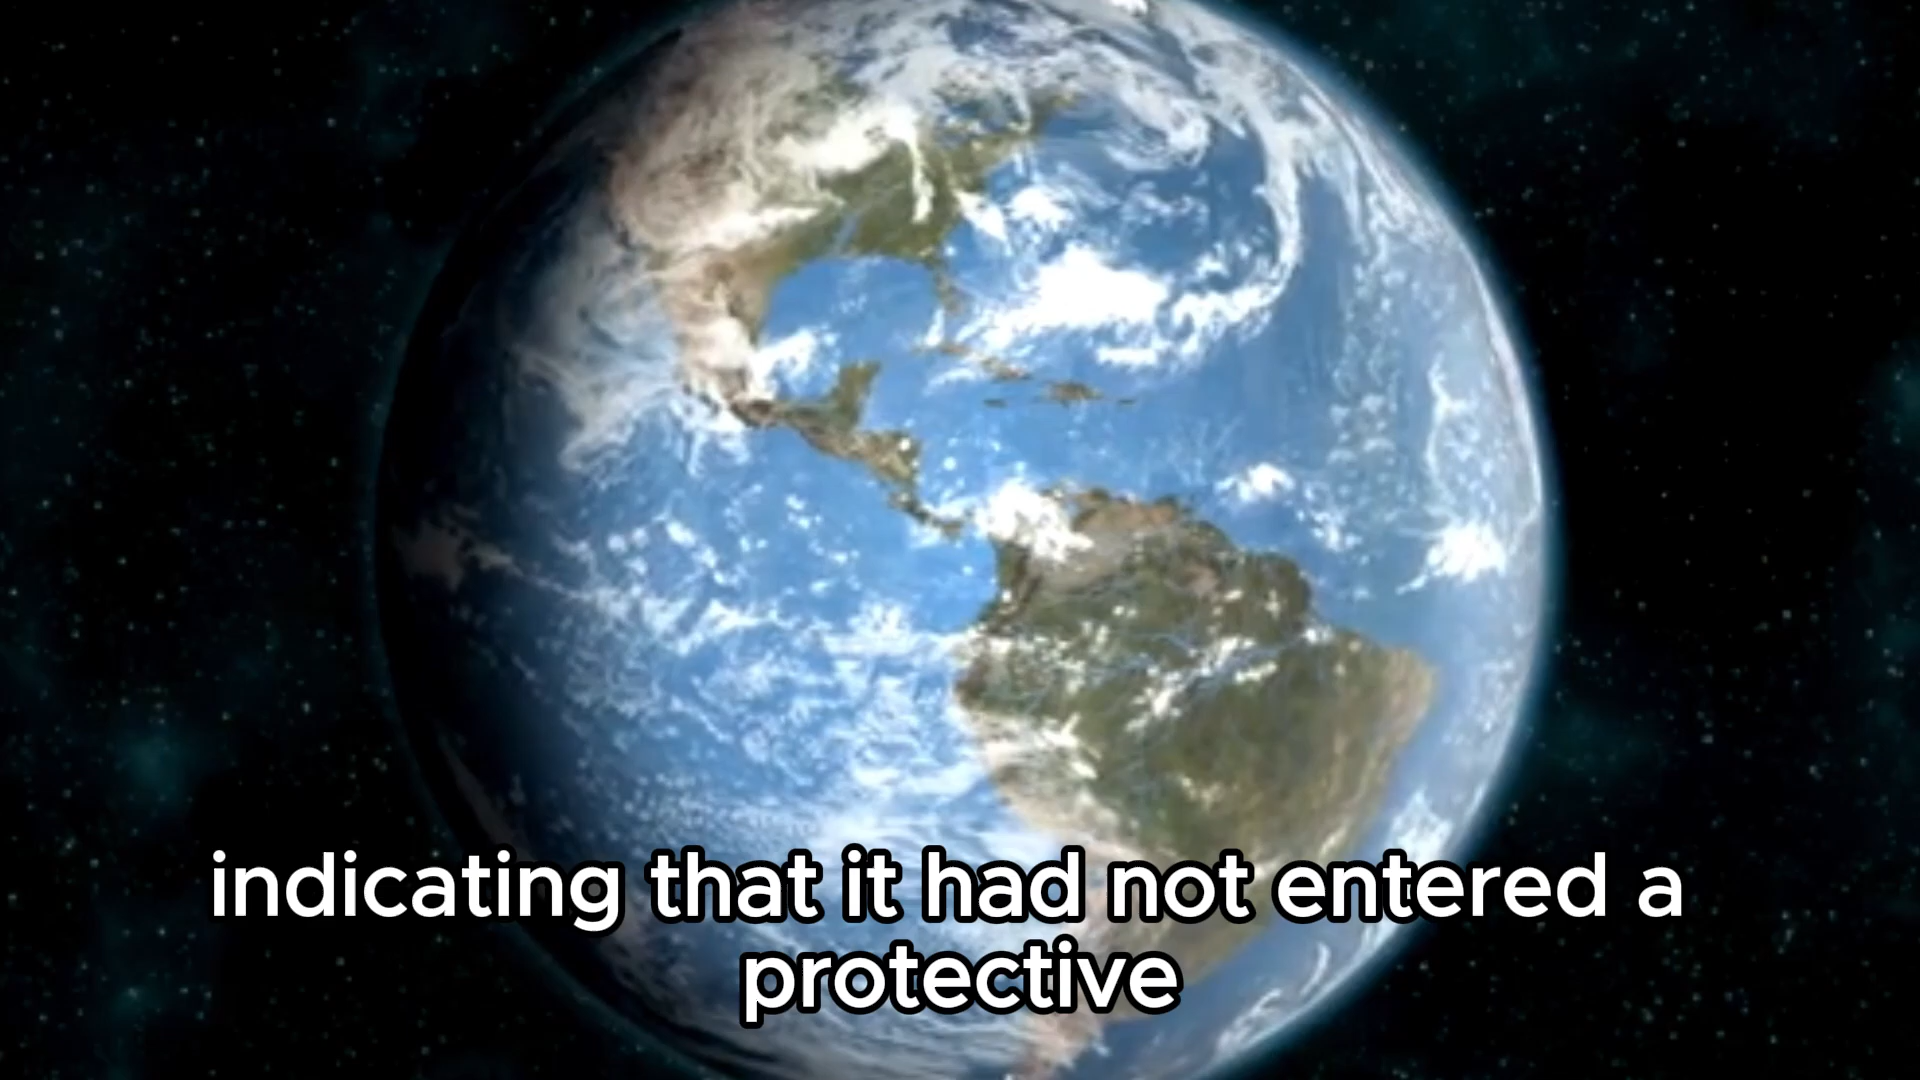 indicating that it had not entered a
protective